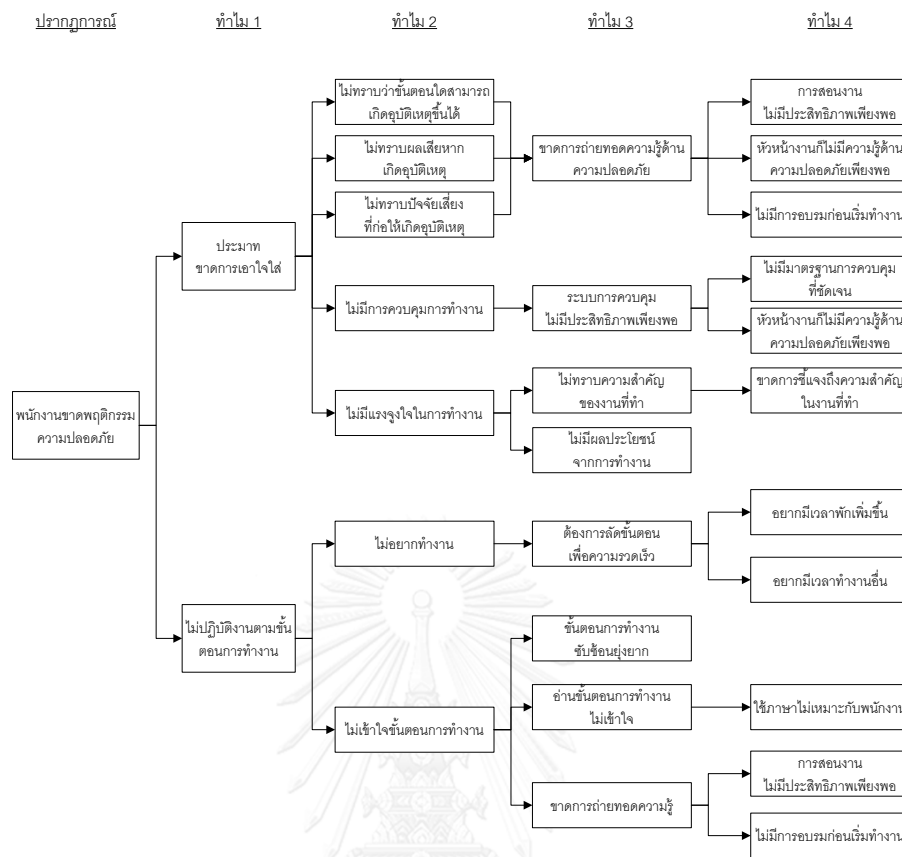 ปรากฏการณ์
ทำไม 1
ทำไม 2
ทำไม 3
ทำไม 4
ไม่ทราบว่าขั้นตอนใดสามารถ
เกิดอุบัติเหตุขึ้นได้
การสอนงาน
ไม่มีประสิทธิภาพเพียงพอ
ไม่ทราบผลเสียหาก
เกิดอุบัติเหตุ
ขาดการถ่ายทอดความรู้ด้าน
ความปลอดภัย
หัวหน้างานก็ไม่มีความรู้ด้าน
ความปลอดภัยเพียงพอ
ไม่ทราบปัจจัยเสี่ยง
ที่ก่อให้เกิดอุบัติเหตุ
ไม่มีการอบรมก่อนเริ่มทำงาน
ประมาท
ขาดการเอาใจใส่
ไม่มีการควบคุมการทำงาน
ระบบการควบคุม
ไม่มีประสิทธิภาพเพียงพอ
ไม่มีมาตรฐานการควบคุม
ที่ชัดเจน
หัวหน้างานก็ไม่มีความรู้ด้าน
ความปลอดภัยเพียงพอ
พนักงานขาดพฤติกรรม
ความปลอดภัย
ไม่มีแรงจูงใจในการทำงาน
ไม่ทราบความสำคัญ
ของงานที่ทำ
ขาดการชี้แจงถึงความสำคัญ
ในงานที่ทำ
ไม่มีผลประโยชน์
จากการทำงาน
ไม่อยากทำงาน
ต้องการลัดขั้นตอน
เพื่อความรวดเร็ว
อยากมีเวลาพักเพิ่มขึ้น
อยากมีเวลาทำงานอื่น
ไม่ปฏิบัติงานตามขั้น
ตอนการทำงาน
ขั้นตอนการทำงาน
ซับซ้อนยุ่งยาก
ไม่เข้าใจขั้นตอนการทำงาน
อ่านขั้นตอนการทำงาน
ไม่เข้าใจ
ใช้ภาษาไม่เหมาะกับพนักงาน
ขาดการถ่ายทอดความรู้
การสอนงาน
ไม่มีประสิทธิภาพเพียงพอ
ไม่มีการอบรมก่อนเริ่มทำงาน